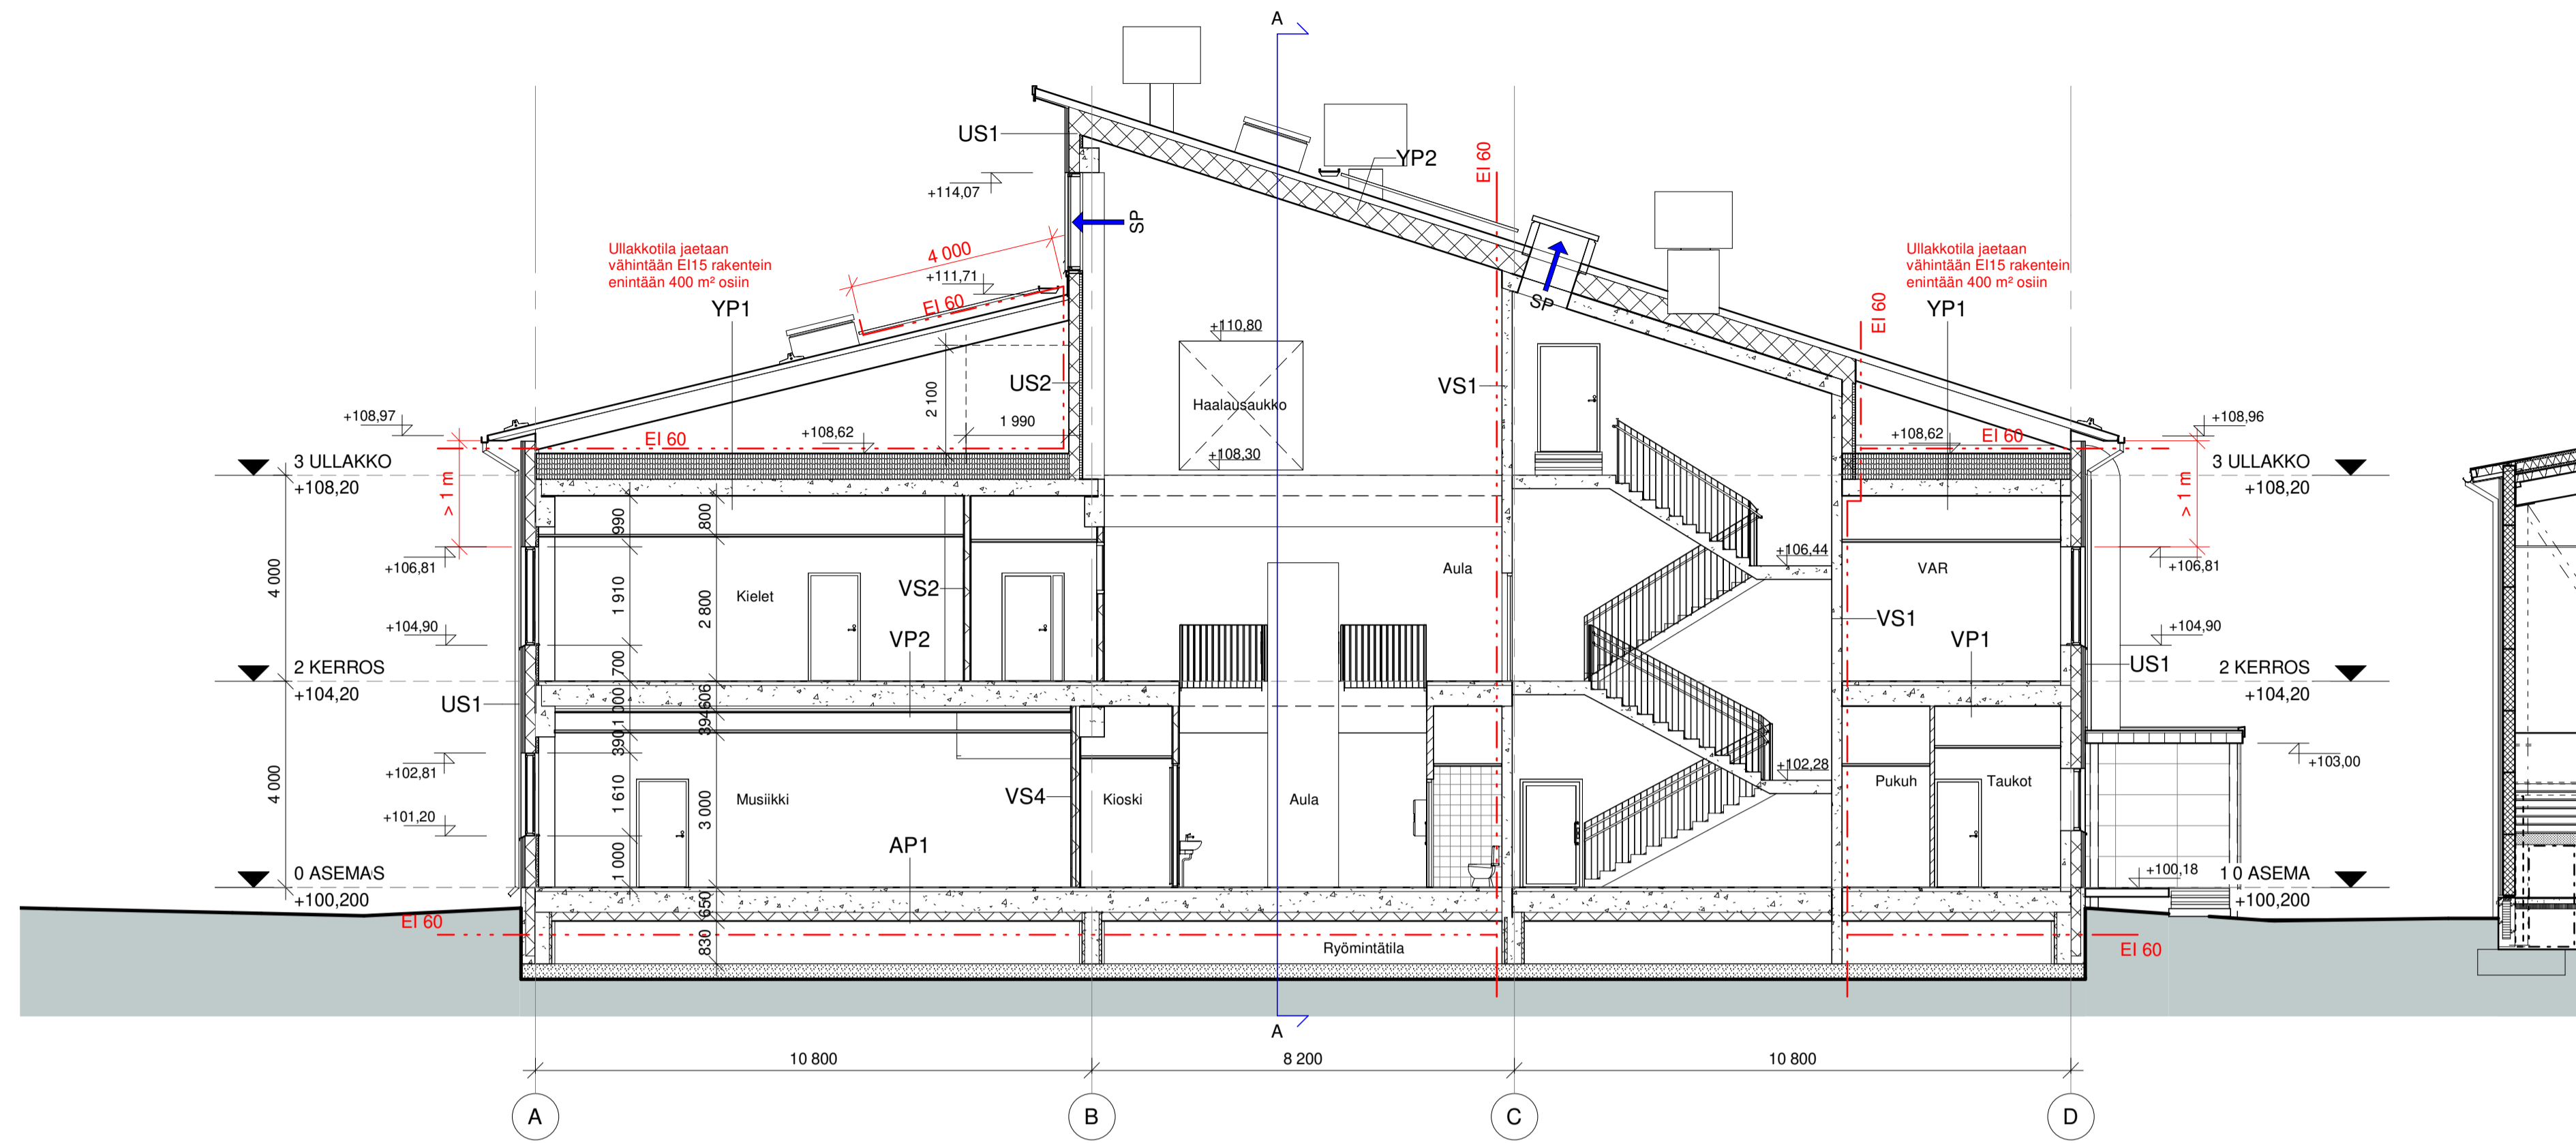 A
US1
YP2
EI 60
+114,07
SP
Ullakkotila jaetaan
vähintään EI15 rakentein
enintään 400 m² osiin
4 000
+111,71
EI 60
YP1
SP
EI 60
Ullakkotila jaetaan
vähintään EI15 rakentein
enintään 400 m² osiin
YP1
+110,80
Haalausaukko
+108,30
US2
2 100
1 990
VS1
+108,97
EI 60
+108,62
+108,62
EI 60
+108,96
3 ULLAKKO
+108,20
> 1 m
3 ULLAKKO
+108,20
> 1 m
990
800
+106,81
+106,44
+106,81
4 000
1 910
2 800
Kielet
VS2
Aula
VAR
VS1
+104,90
VP2
VP1
+104,90
2 KERROS
+104,20
700
US1
2 KERROS
+104,20
US1
1 000
606
394
390
+102,81
+102,28
+103,00
4 000
1 610
3 000
Musiikki
VS4
Kioski
Aula
Pukuh
Taukot
+101,20
1 000
AP1
0 ASEMAS
+100,200
+100,18
1 0 ASEMA
+100,200
650
830
EI 60
Ryömintätila
EI 60
A
10 800
8 200
10 800
A
B
C
D